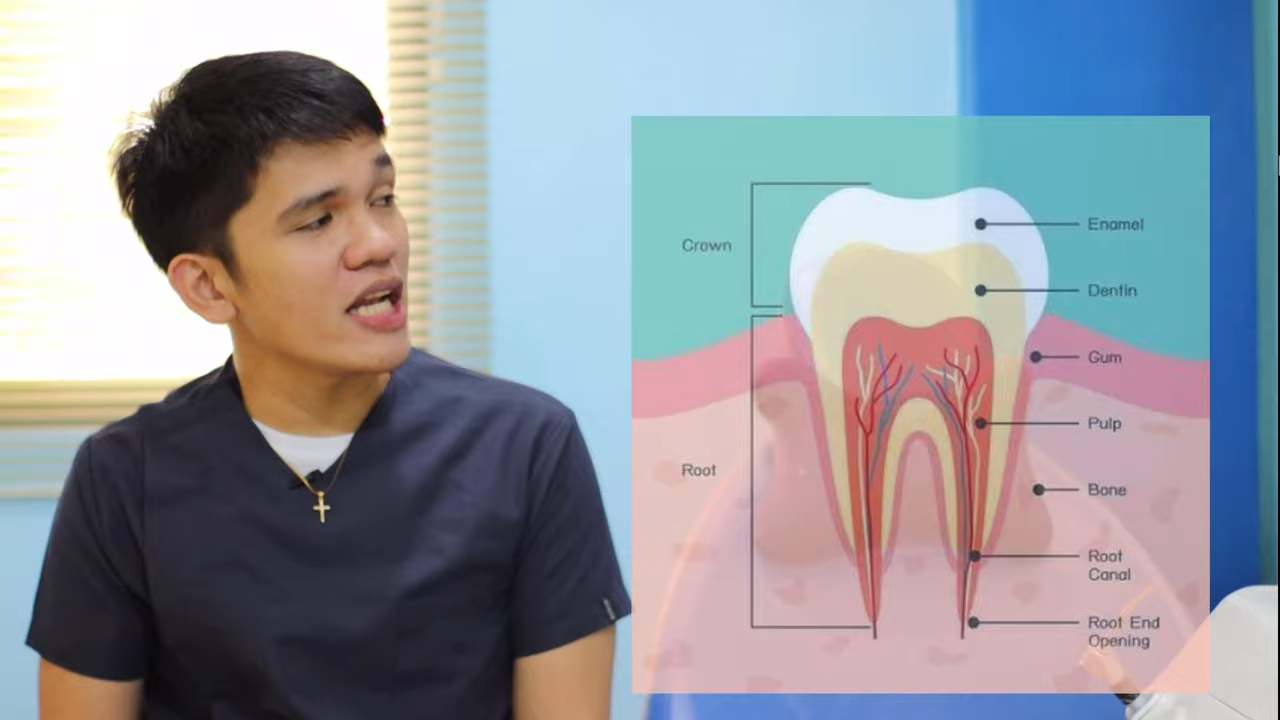 Crown
Root
Enamel
Dentin
Gum
Pulp
Bone
Root
Canal
Root End
Opening